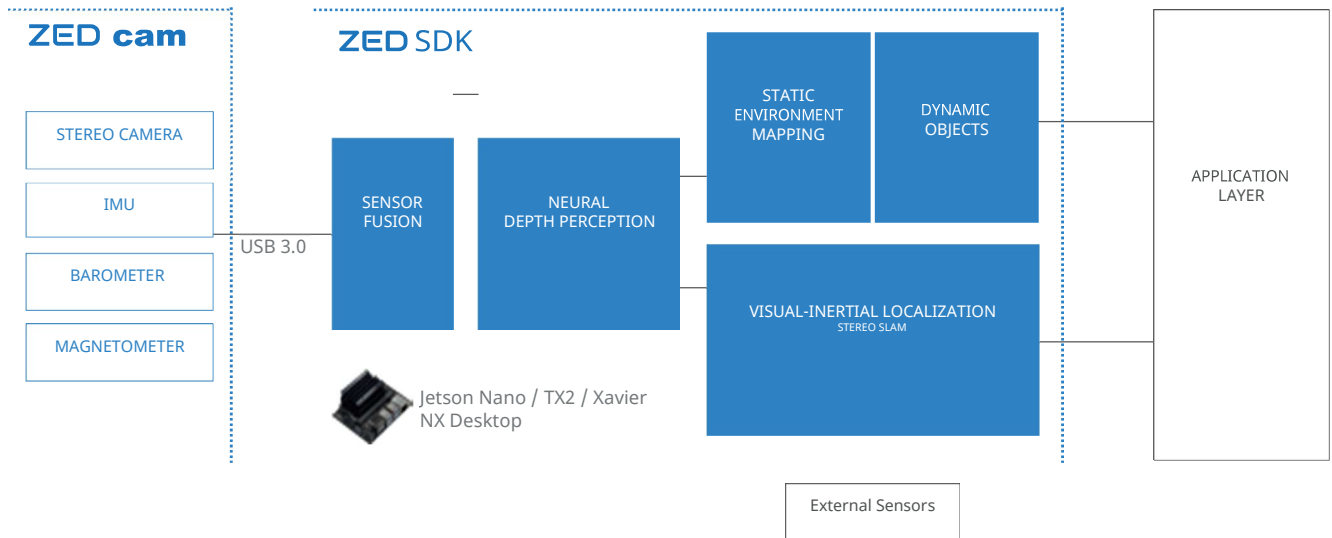 ZED cam
STEREO CAMERA
IMU
BAROMETER
MAGNETOMETER
USB 3.0
ZED SDK
SENSOR
FUSION
NEURAL
DEPTH PERCEPTION
STATIC
ENVIRONMENT
MAPPING
DYNAMIC
OBJECTS
VISUAL-INERTIAL LOCALIZATION
STEREO SLAM
Jetson Nano / TX2 / Xavier
NX Desktop
APPLICATION
LAYER
External Sensors